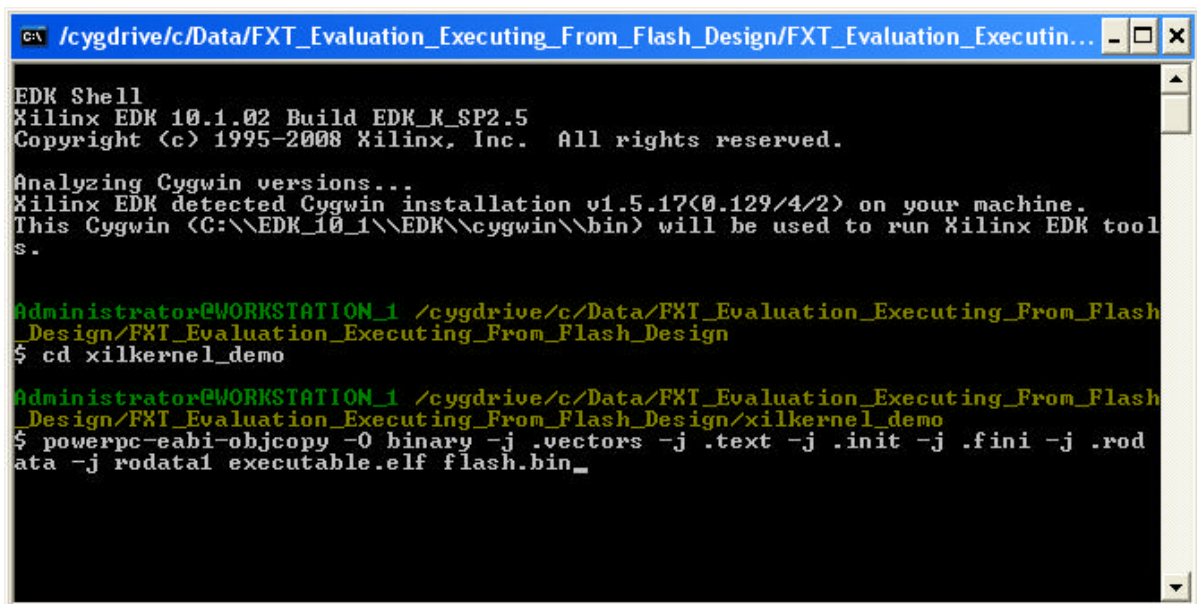 /cygdrive/c/Data/FXT_Evaluation_Executing_From_Flash_Design/FXT_Evaluation_Executin...
EDK Shell
Xilinx EDK 10.1.02 Build EDK_K_SP2.5
Copyright (c) 1995-2008 Xilinx, Inc.  All rights reserved.
Analyzing Cygwin versions...
Xilinx EDK detected Cygwin installation v1.5.17(0.129/4/2) on your machine.
This Cygwin (C:\\EDK_10_1\\EDK\\cygwin\\bin) will be used to run Xilinx EDK tool
s.
Administrator@WORKSTATION_1 /cygdrive/c/Data/FXT_Evaluation_Executing_From_Flash
_Design/FXT_Evaluation_Executing_From_Flash_Design
$ cd xilkernel_demo
Administrator@WORKSTATION_1 /cygdrive/c/Data/FXT_Evaluation_Executing_From_Flash
_Design/FXT_Evaluation_Executing_From_Flash_Design/xilkernel_demo
$ powerpc-eabi-objcopy -O binary -j .vectors -j .text -j .init -j .fini -j .rod
ata -j rodata1 executable.elf flash.bin_